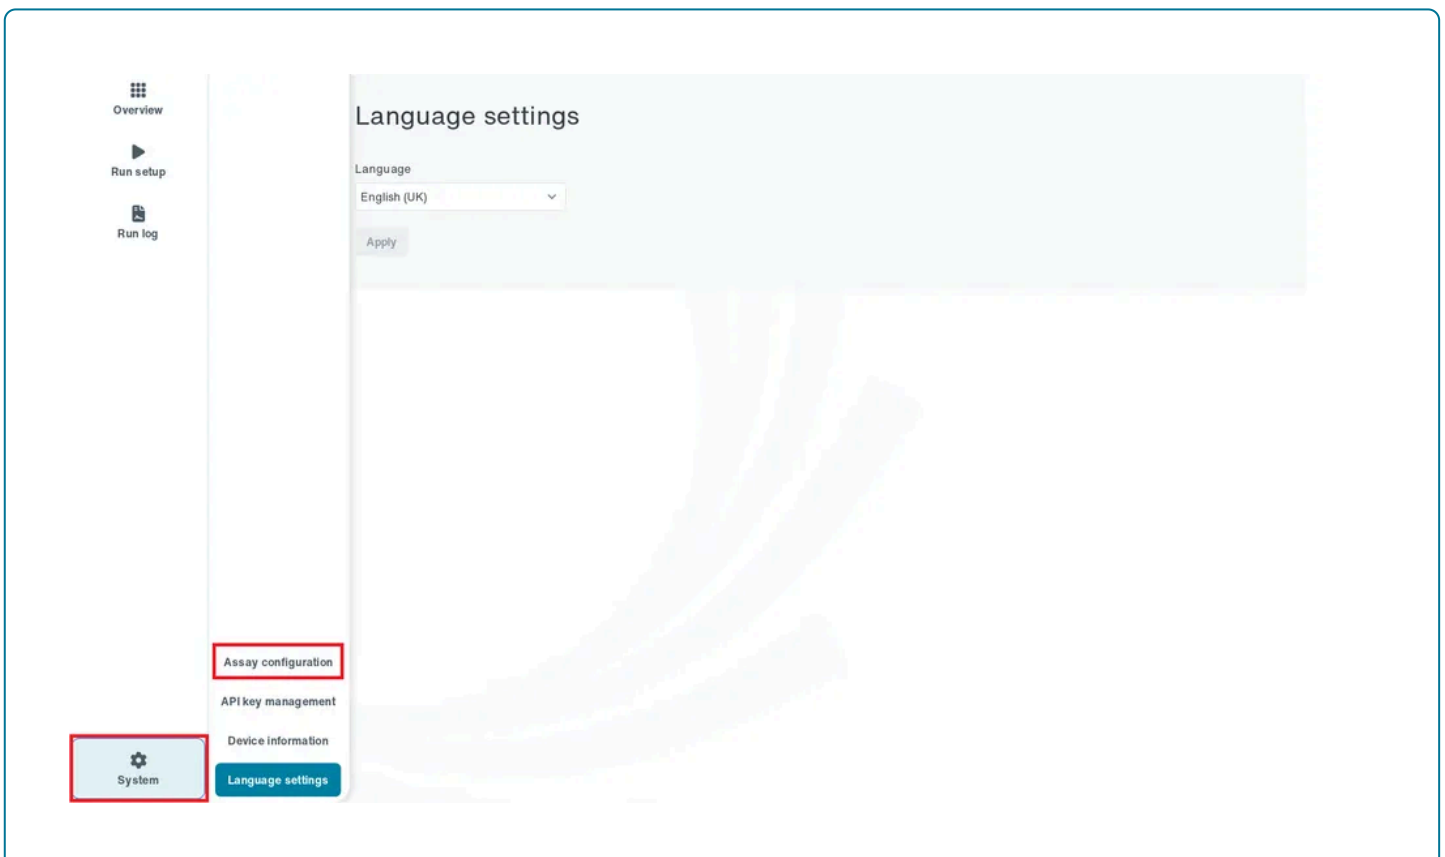 Overview
Run setup
Run log
Language settings
Language
English (UK)
Apply
Assay configuration
API key management
Device information
Language settings
System